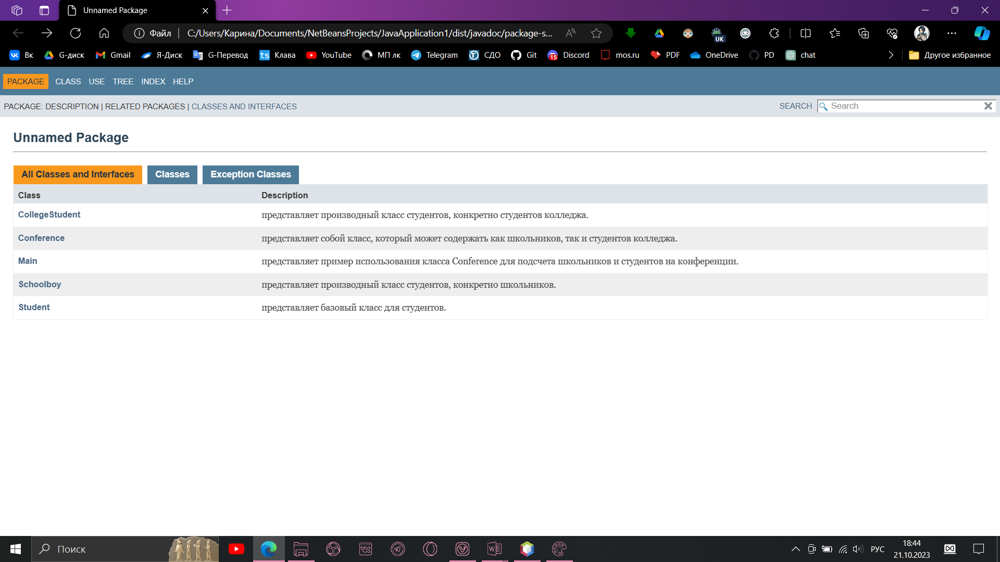 Unnamed Package
Файл C:/Users/Карина/Documents/NetBeansProjects/JavaApplication1/dist/javadoc/package-s...
UK
Вк G-диск Gmail Я-Диск G-Перевод ts Клава YouTube МП лк Telegram СДО Git 15 Discord mos.ru PDF OneDrive PD chat Другое избранное
PACKAGE CLASS USE TREE INDEX HELP
PACKAGE: DESCRIPTION | RELATED PACKAGES | CLASSES AND INTERFACES SEARCH Search
Unnamed Package
All Classes and Interfaces Classes Exception Classes
Class Description
CollegeStudent представляет производный класс студентов, конкретно студентов колледжа.
Conference представляет собой класс, который может содержать как школьников, так и студентов колледжа.
Main представляет пример использования класса Conference для подсчета школьников и студентов на конференции.
Schoolboy представляет производный класс студентов, конкретно школьников.
Student представляет базовый класс для студентов.
Поиск РУС 18:44
21.10.2023